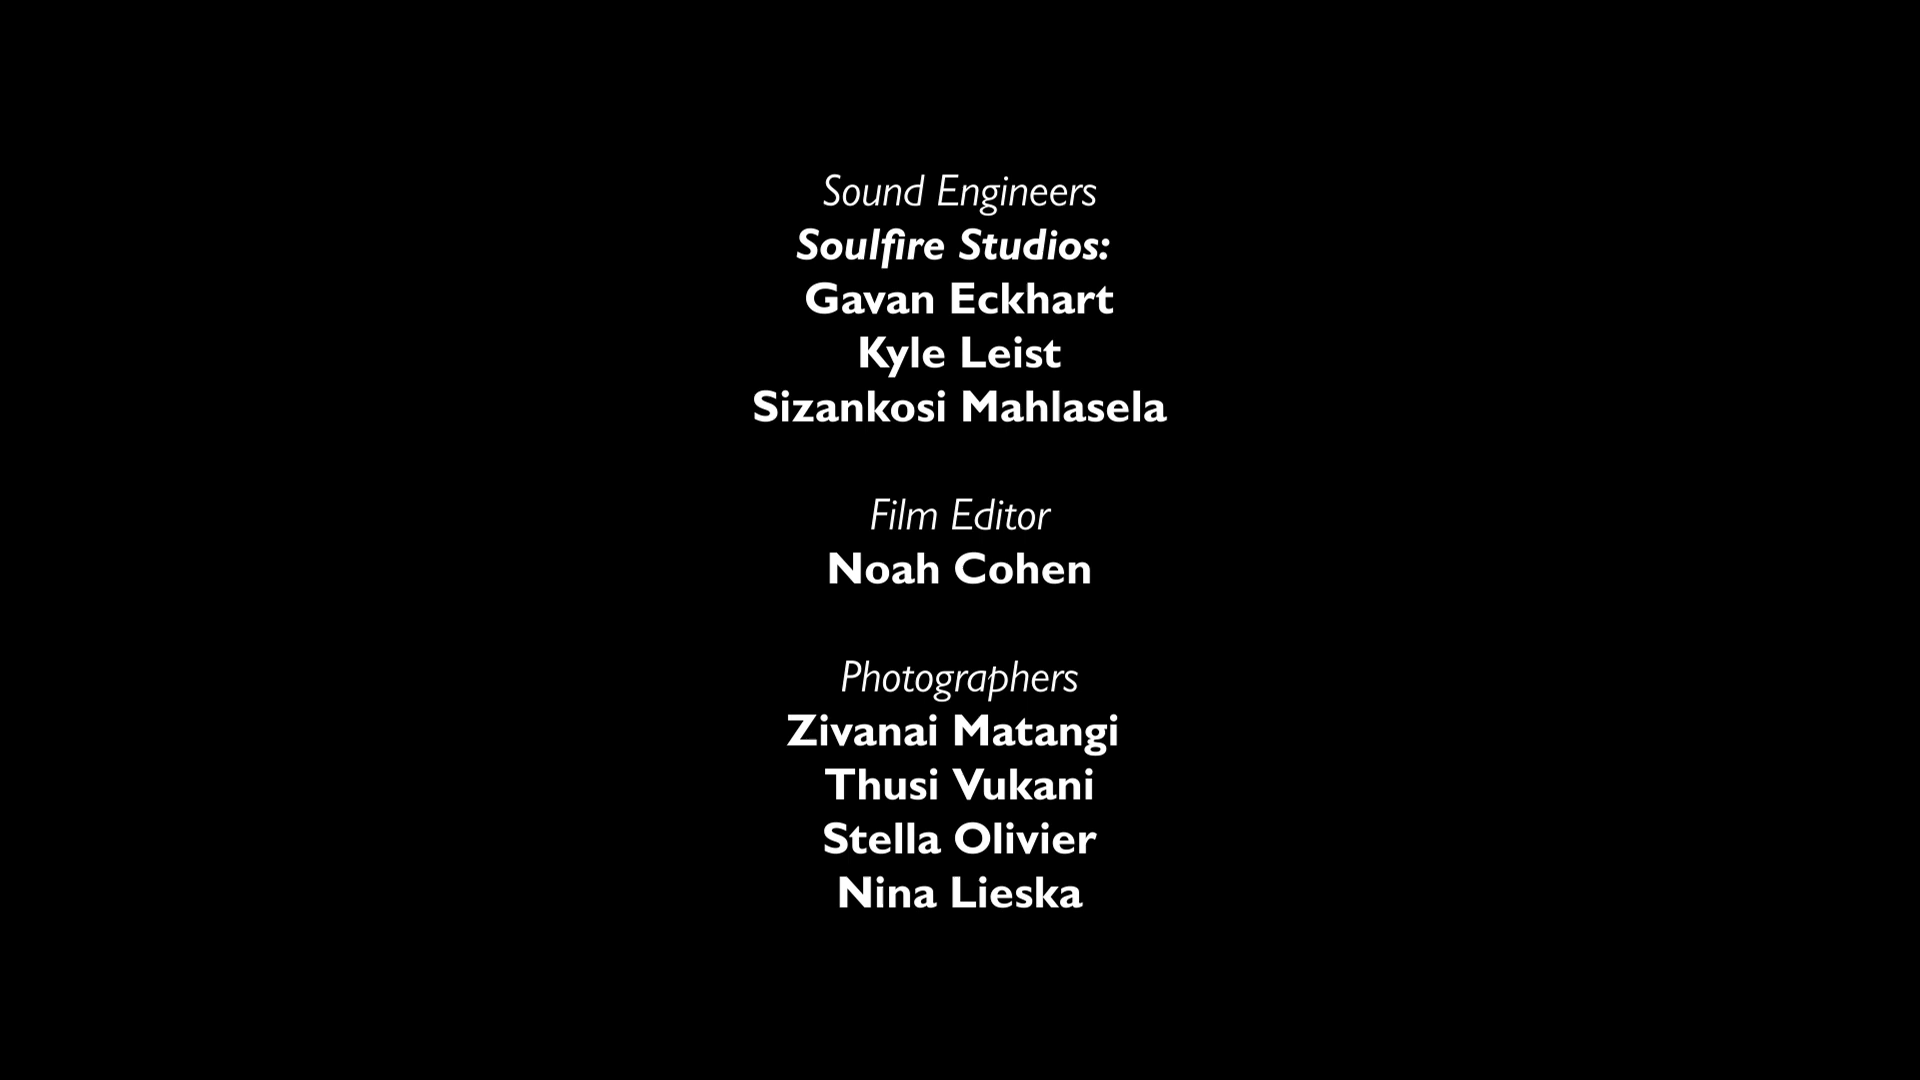 Sound Engineers
Soulfire Studios:
Gavan Eckhart
Kyle Leist
Sizankosi Mahlasela
Film Editor
Noah Cohen
Photographers
Zivanai Matangi
Thusi Vukani
Stella Olivier
Nina Lieska